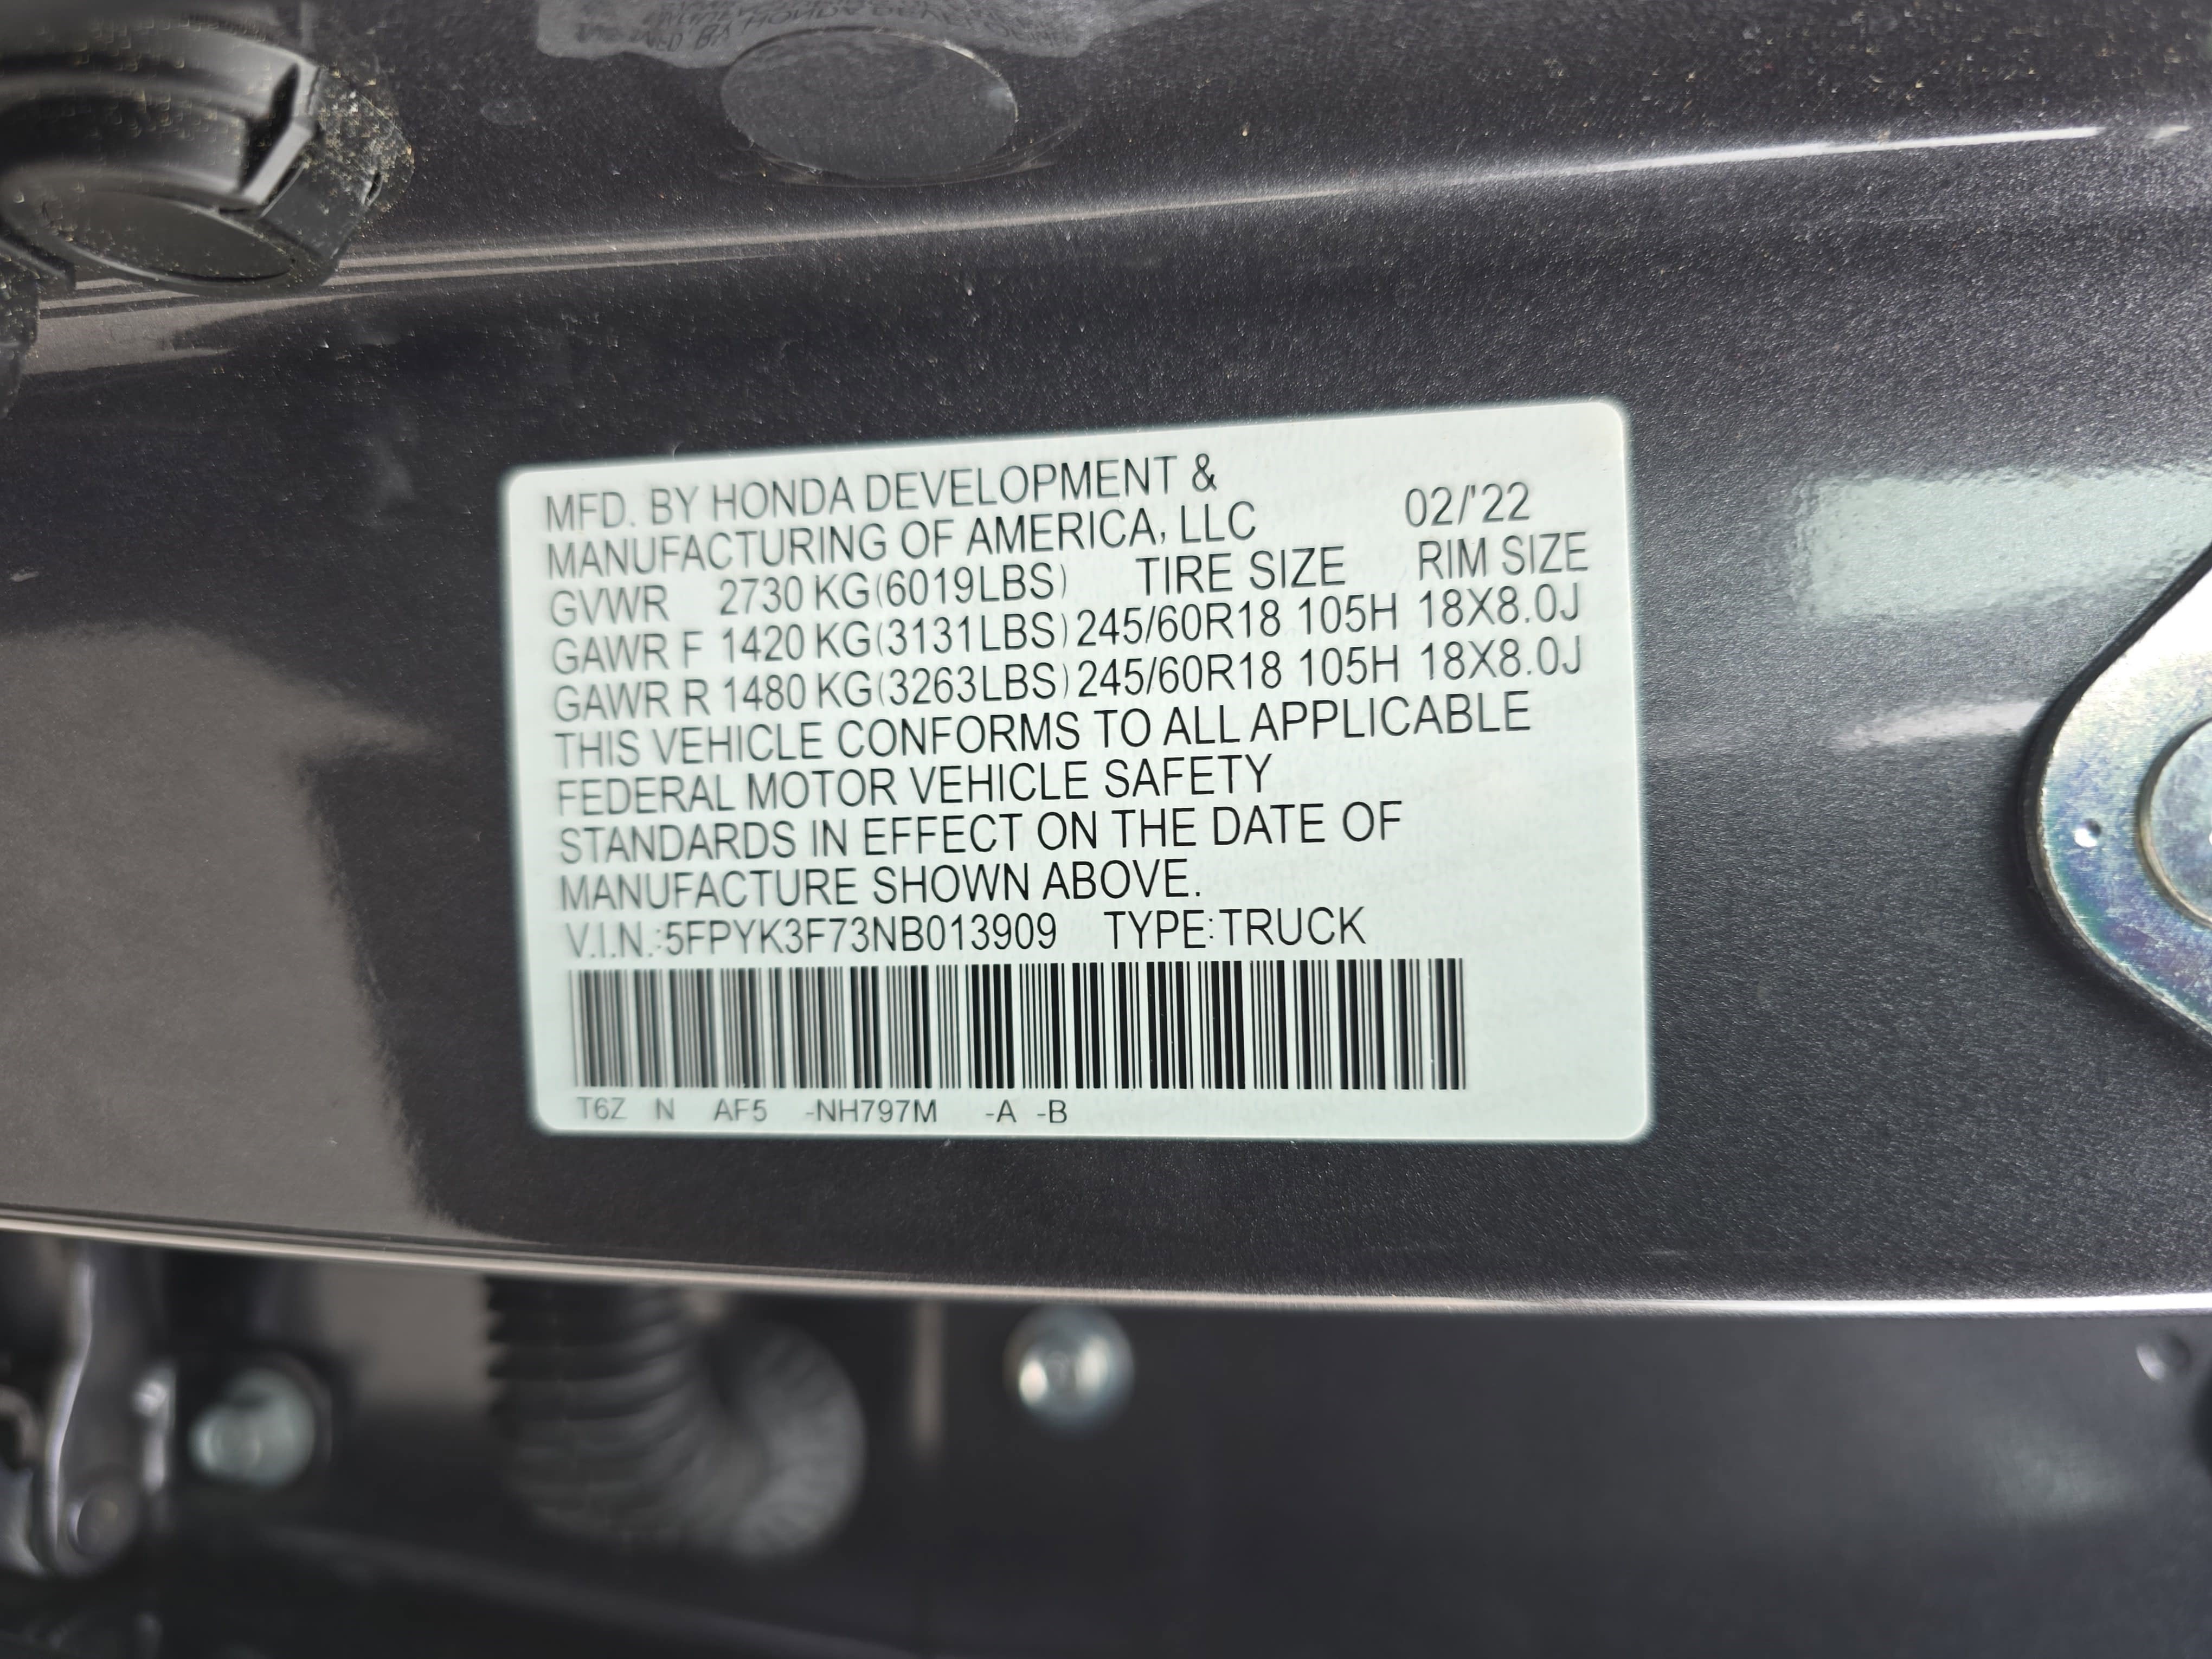 MFD. BY HONDA DEVELOPMENT &
MANUFACTURING OF AMERICA, LLC 02/'22
GVWR 2730 KG(6019LBS) TIRE SIZE RIM SIZE
GAWR F 1420 KG(3131LBS) 245/60R18 105H 18X8.0J
GAWR R 1480 KG(3263LBS) 245/60R18 105H 18X8.0J
THIS VEHICLE CONFORMS TO ALL APPLICABLE
FEDERAL MOTOR VEHICLE SAFETY
STANDARDS IN EFFECT ON THE DATE OF
MANUFACTURE SHOWN ABOVE.
V.I.N.:5FPYK3F73NB013909 TYPE:TRUCK
T6Z N AF5 -NH797M -A -B